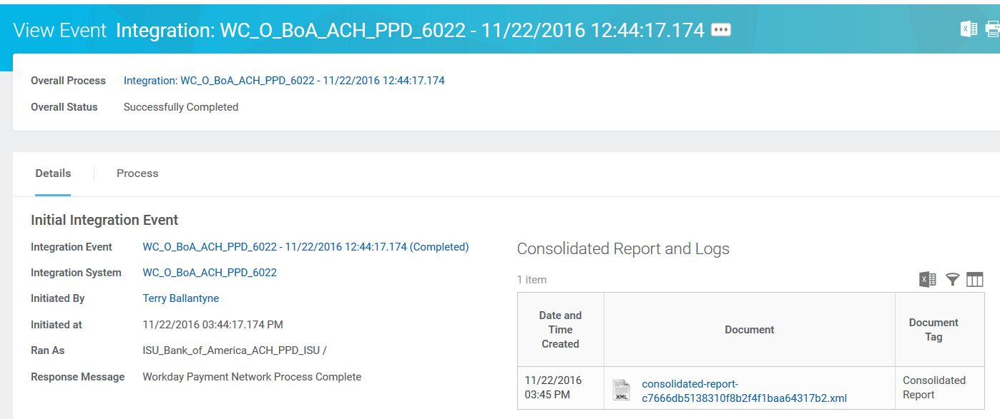 View Event Integration: WC_O_BoA_ACH_PPD_6022 - 11/22/2016 12:44:17.174
Overall Process Integration: WC_O_BoA_ACH_PPD_6022 - 11/22/2016 12:44:17.174
Overall Status Successfully Completed
Details Process
Initial Integration Event
Integration Event WC_O_BoA_ACH_PPD_6022 - 11/22/2016 12:44:17.174 (Completed)
Integration System WC_O_BoA_ACH_PPD_6022
Initiated By Terry Ballantyne
Initiated at 11/22/2016 03:44:17.174 PM
Ran As ISU_Bank_of_America_ACH_PPD_ISU /
Response Message Workday Payment Network Process Complete
Consolidated Report and Logs
1 item
Date and
Time
Created
Document
Document
Tag
11/22/2016
03:45 PM
XML
consolidated-report-
c7666db5138310f8b2f4f1baa64317b2.xml
Consolidated
Report